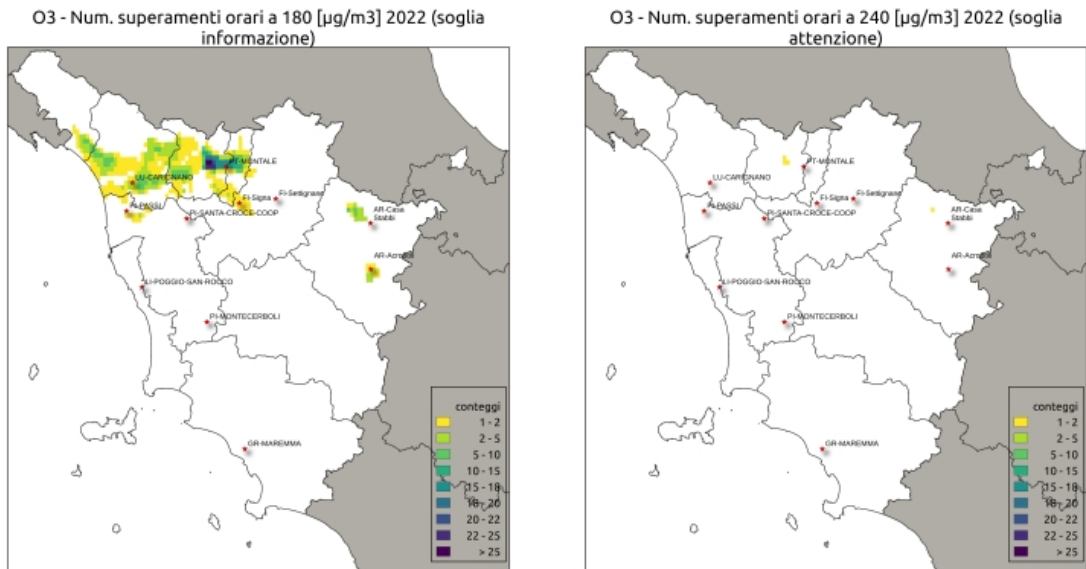 O3 - Num. superamenti orari a 180 [µg/m3] 2022 (soglia
informazione)
PT-MONTALE
LU-CARIGNANO
FI-Settignano
FI-Signa
PI-PASSI
PI-SANTA-CROCE-COOP
AR-Casa
Stabbi
AR-Acropoli
LI-POGGIO-SAN-ROCCO
PI-MONTECERBOLI
GR-MAREMMA
conteggi
1 - 2
2 - 5
5 - 10
10 - 15
15 - 18
18 - 20
20 - 22
22 - 25
> 25
O3 - Num. superamenti orari a 240 [µg/m3] 2022 (soglia
attenzione)
PT-MONTALE
LU-CARIGNANO
FI-Settignano
FI-Signa
PI-PASSI
PI-SANTA-CROCE-COOP
AR-Casa
Stabbi
AR-Acropoli
LI-POGGIO-SAN-ROCCO
PI-MONTECERBOLI
GR-MAREMMA
conteggi
1 - 2
2 - 5
5 - 10
10 - 15
15 - 18
18 - 20
20 - 22
22 - 25
> 25